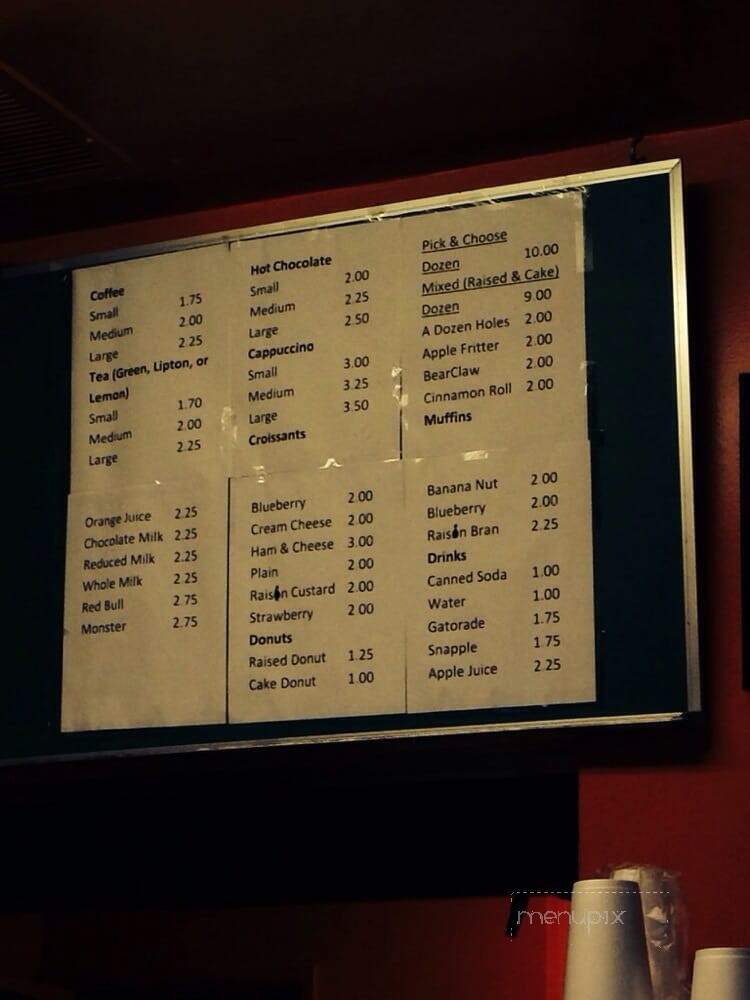 Coffee
Small 1.75
Medium 2.00
Large 2.25
Tea (Green, Lipton, or
Lemon)
Small 1.70
Medium 2.00
Large 2.25
Hot Chocolate
Small 2.00
Medium 2.25
Large 2.50
Cappuccino
Small 3.00
Medium 3.25
Large 3.50
Croissants
Pick & Choose
Dozen 10.00
Mixed (Raised & Cake)
Dozen 9.00
A Dozen Holes 2.00
Apple Fritter 2.00
BearClaw 2.00
Cinnamon Roll 2.00
Muffins
Orange Juice 2.25
Chocolate Milk 2.25
Reduced Milk 2.25
Whole Milk 2.25
Red Bull 2.75
Monster 2.75
Blueberry 2.00
Cream Cheese 2.00
Ham & Cheese 3.00
Plain 2.00
Raisin Custard 2.00
Strawberry 2.00
Donuts
Raised Donut 1.25
Cake Donut 1.00
Banana Nut 2.00
Blueberry 2.00
Raisin Bran 2.25
Drinks
Canned Soda 1.00
Water 1.00
Gatorade 1.75
Snapple 1.75
Apple Juice 2.25
menupix